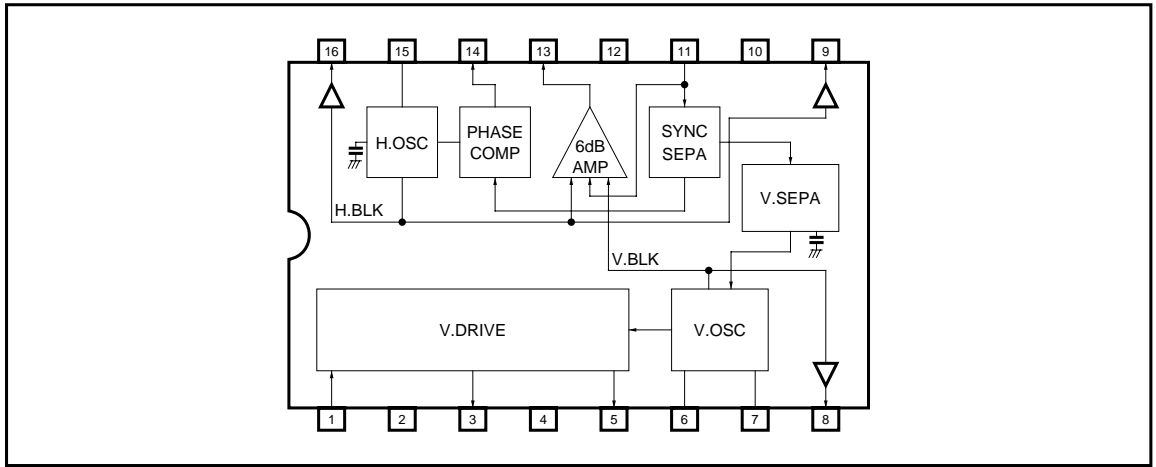 16 15 14 13 12 11 10 9
H.OSC
PHASE
COMP
6dB
AMP
SYNC
SEPA
V.SEPA
H.BLK
V.BLK
V.DRIVE
V.OSC
1 2 3 4 5 6 7 8